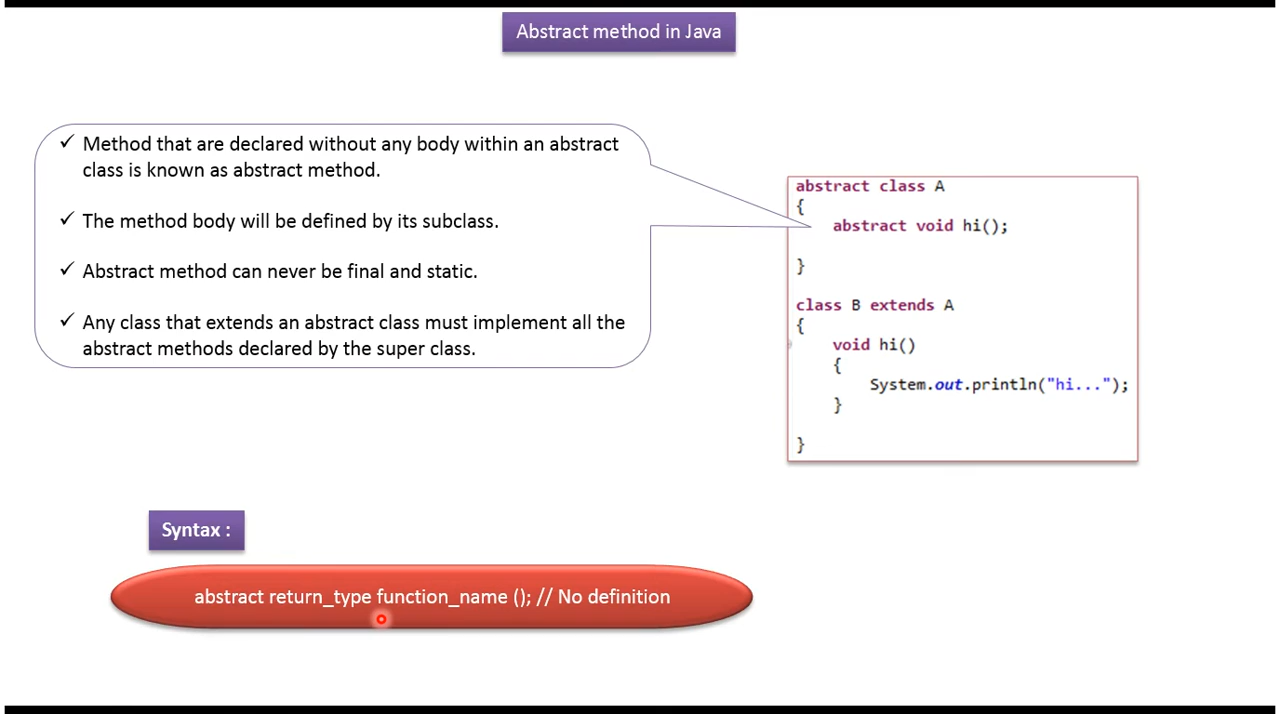 Abstract method in Java
✓ Method that are declared without any body within an abstract
class is known as abstract method.
✓ The method body will be defined by its subclass.
✓ Abstract method can never be final and static.
✓ Any class that extends an abstract class must implement all the
abstract methods declared by the super class.
abstract class A
{
abstract void hi();
}
class B extends A
{
void hi()
{
System.out.println("hi...");
}
}
Syntax :
abstract return_type function_name (); // No definition